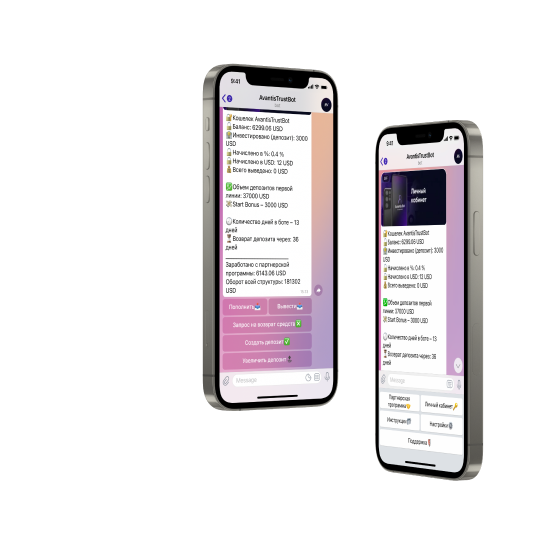 9:41
AvantisTrustBot
bot
Кошелек AvantisTrustBot
Баланс: 6299.06 USD
Инвестировано (депозит): 3000
USD
Начислено в %: 0.4 %
Начислено в USD: 12 USD
Всего выведено: 0 USD
Объем депозитов первой
линии: 37000 USD
Start Bonus – 3000 USD
Количество дней в боте – 13
дней
Возврат депозита через: 36
дней
Заработано с партнерской
программы: 6143.06 USD
Оборот всей структуры: 181302
USD
Пополнить
Вывести
Запрос на возврат средств
Создать депозит
Увеличить депозит
Message
9:41
AvantisTrustBot
bot
Личный
кабинет
Кошелек AvantisTrustBot
Баланс: 6299.06 USD
Инвестировано (депозит): 3000
USD
Начислено в %: 0.4 %
Начислено в USD: 12 USD
Всего выведено: 0 USD
Объем депозитов первой
линии: 37000 USD
Start Bonus – 3000 USD
Количество дней в боте – 13
дней
Возврат депозита через: 36
дней
Message
Партнёрская
программа
Личный кабинет
Инструкции
Настройки
Поддержка